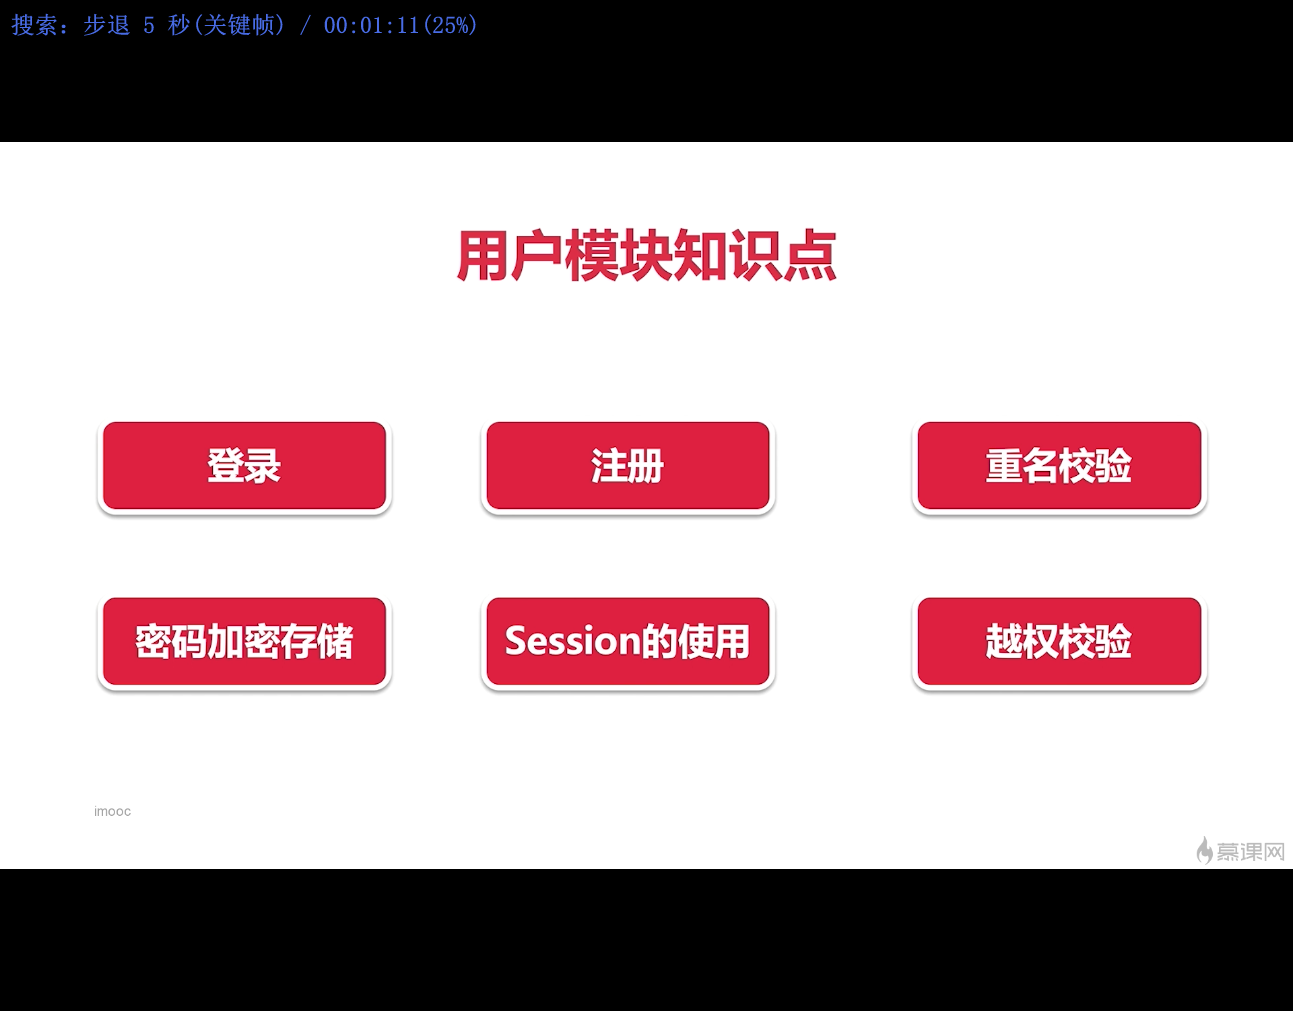 搜索: 步退 5 秒(关键帧) / 00:01:11(25%)
用户模块知识点
登录
注册
重名校验
密码加密存储
Session的使用
越权校验
imooc
慕课网